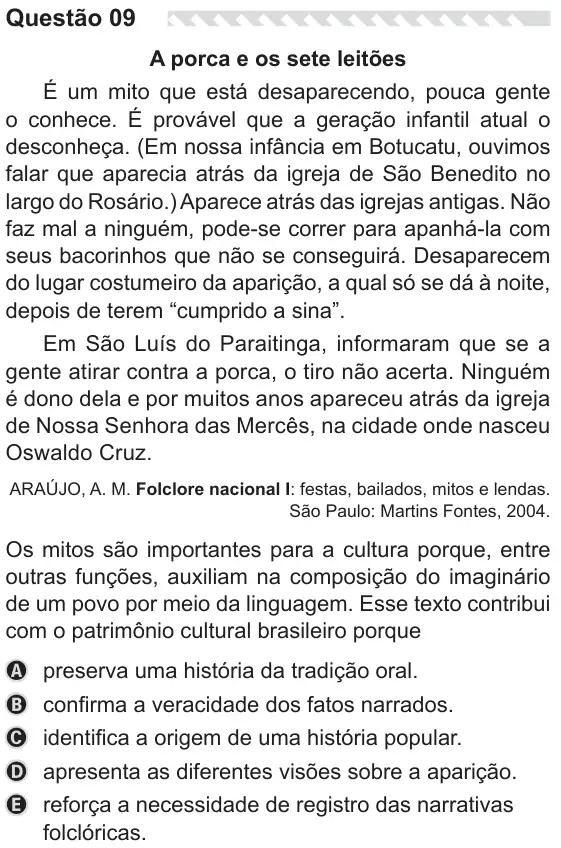 Questão 09
A porca e os sete leitões
É um mito que está desaparecendo, pouca gente
o conhece. É provável que a geração infantil atual o
desconheça. (Em nossa infância em Botucatu, ouvimos
falar que aparecia atrás da igreja de São Benedito no
largo do Rosário.) Aparece atrás das igrejas antigas. Não
faz mal a ninguém, pode-se correr para apanhá-la com
seus bacorinhos que não se conseguirá. Desaparecem
do lugar costumeiro da aparição, a qual só se dá à noite,
depois de terem “cumprido a sina”.
Em São Luís do Paraitinga, informaram que se a
gente atirar contra a porca, o tiro não acerta. Ninguém
é dono dela e por muitos anos apareceu atrás da igreja
de Nossa Senhora das Mercês, na cidade onde nasceu
Oswaldo Cruz.
ARAÚJO, A. M. Folclore nacional I: festas, bailados, mitos e lendas.
São Paulo: Martins Fontes, 2004.
Os mitos são importantes para a cultura porque, entre
outras funções, auxiliam na composição do imaginário
de um povo por meio da linguagem. Esse texto contribui
com o patrimônio cultural brasileiro porque
A preserva uma história da tradição oral.
B confirma a veracidade dos fatos narrados.
C identifica a origem de uma história popular.
D apresenta as diferentes visões sobre a aparição.
E reforça a necessidade de registro das narrativas
folclóricas.